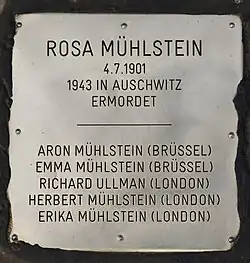 ROSA MÜHLSTEIN
4.7.1901
1943 IN AUSCHWITZ
ERMORDET
ARON MÜHLSTEIN (BRÜSSEL)
EMMA MÜHLSTEIN (BRÜSSEL)
RICHARD ULLMAN (LONDON)
HERBERT MÜHLSTEIN (LONDON)
ERIKA MÜHLSTEIN (LONDON)